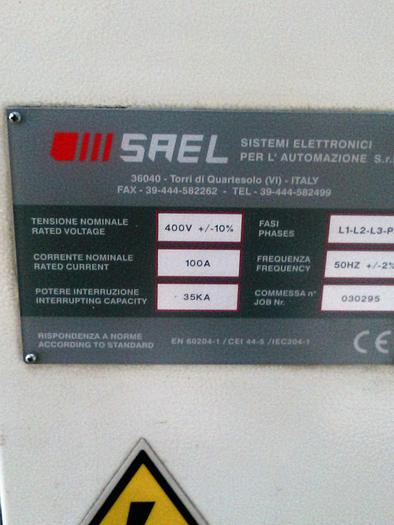 SAEL SISTEMI ELETTRONICI
PER L' AUTOMAZIONE S.r.l
36040 - Torri di Quartesolo (VI) - ITALY
FAX - 39-444-582262 - TEL - 39-444-582499
TENSIONE NOMINALE
RATED VOLTAGE
400V +/-10%
FASI
PHASES
L1-L2-L3-P
CORRENTE NOMINALE
RATED CURRENT
100A
FREQUENZA
FREQUENCY
50HZ +/-2%
POTERE INTERRUZIONE
INTERRUPTING CAPACITY
35KA
COMMESSA n°
JOB Nr.
030295
RISPONDENZA A NORME
ACCORDING TO STANDARD
EN 60204-1 / CEI 44-5 / IEC204-1
CE